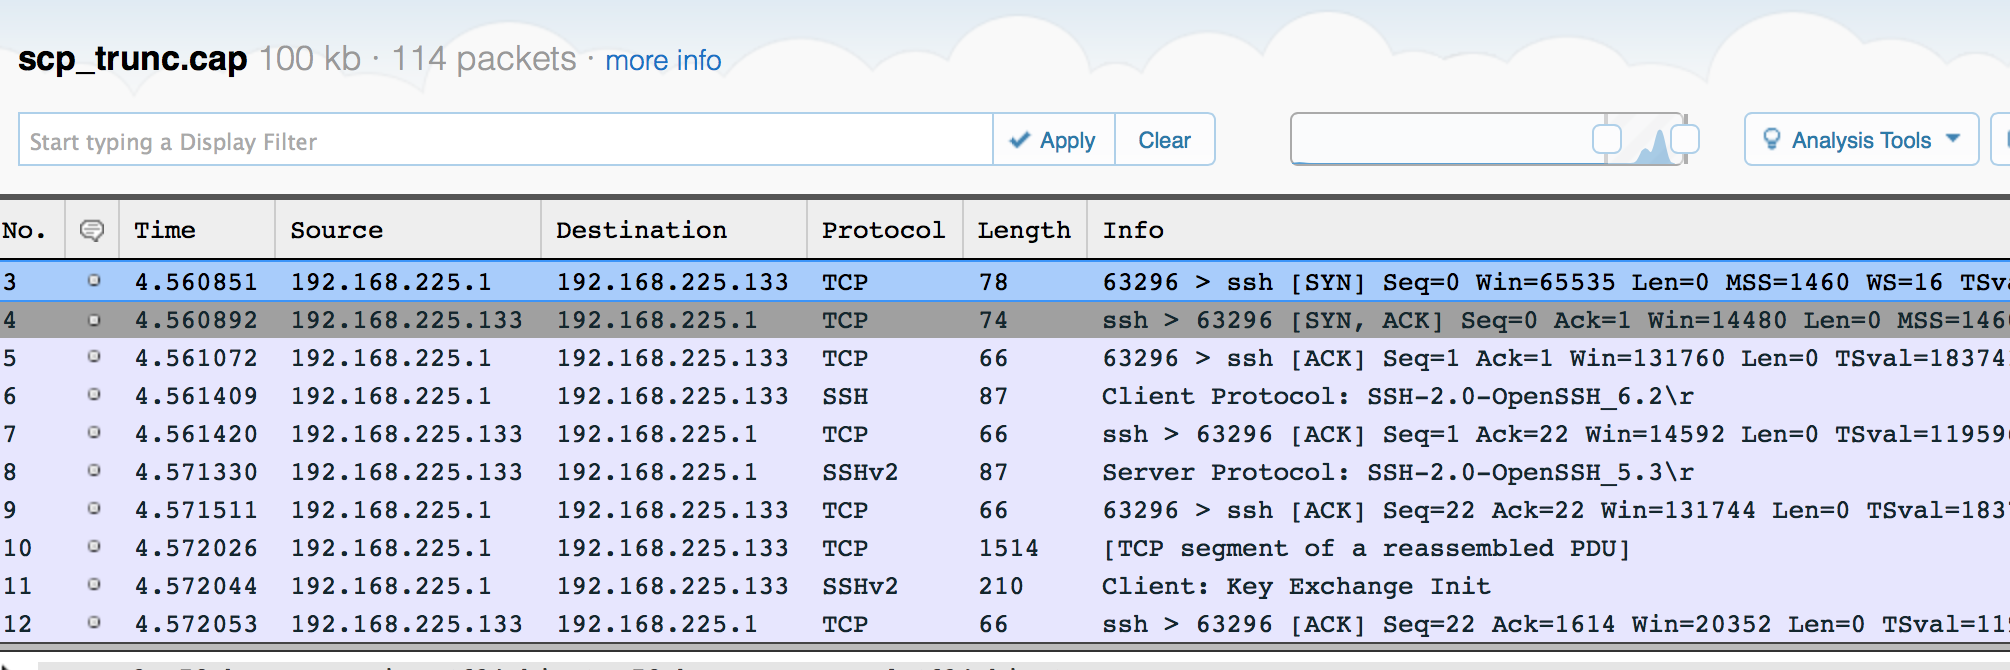 scp_trunc.cap 100 kb · 114 packets · more info
Start typing a Display Filter Apply Clear Analysis Tools
No. Time Source Destination Protocol Length Info
3 4.560851 192.168.225.1 192.168.225.133 TCP 78 63296 > ssh [SYN] Seq=0 Win=65535 Len=0 MSS=1460 WS=16 TSv
4 4.560892 192.168.225.133 192.168.225.1 TCP 74 ssh > 63296 [SYN, ACK] Seq=0 Ack=1 Win=14480 Len=0 MSS=146
5 4.561072 192.168.225.1 192.168.225.133 TCP 66 63296 > ssh [ACK] Seq=1 Ack=1 Win=131760 Len=0 TSval=18374
6 4.561409 192.168.225.1 192.168.225.133 SSH 87 Client Protocol: SSH-2.0-OpenSSH_6.2\r
7 4.561420 192.168.225.133 192.168.225.1 TCP 66 ssh > 63296 [ACK] Seq=1 Ack=22 Win=14592 Len=0 TSval=11959
8 4.571330 192.168.225.133 192.168.225.1 SSHv2 87 Server Protocol: SSH-2.0-OpenSSH_5.3\r
9 4.571511 192.168.225.1 192.168.225.133 TCP 66 63296 > ssh [ACK] Seq=22 Ack=22 Win=131744 Len=0 TSval=183
10 4.572026 192.168.225.1 192.168.225.133 TCP 1514 [TCP segment of a reassembled PDU]
11 4.572044 192.168.225.1 192.168.225.133 SSHv2 210 Client: Key Exchange Init
12 4.572053 192.168.225.133 192.168.225.1 TCP 66 ssh > 63296 [ACK] Seq=22 Ack=1614 Win=20352 Len=0 TSval=11